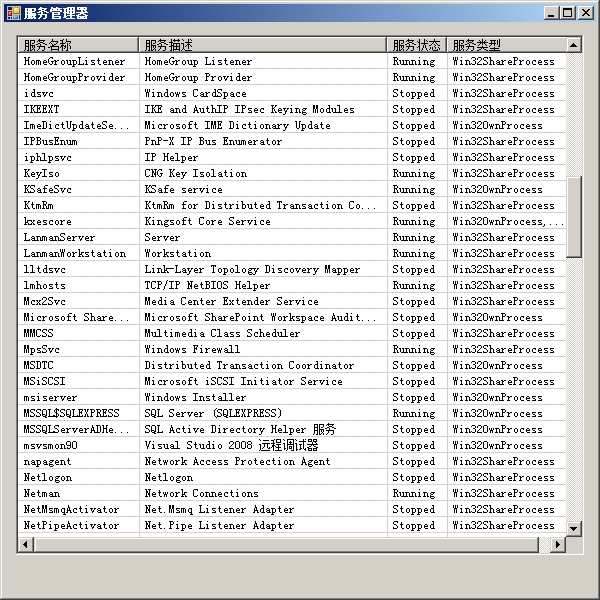 服务管理器
服务名称 服务描述 服务状态 服务类型
HomeGroupListener HomeGroup Listener Running Win32ShareProcess
HomeGroupProvider HomeGroup Provider Running Win32ShareProcess
idsvc Windows CardSpace Stopped Win32ShareProcess
IKEEXT IKE and AuthIP IPsec Keying Modules Stopped Win32ShareProcess
ImeDictUpdateSe... Microsoft IME Dictionary Update Stopped Win32OwnProcess
IPBusEnum PnP-X IP Bus Enumerator Stopped Win32ShareProcess
iphlpsvc IP Helper Stopped Win32ShareProcess
KeyIso CNG Key Isolation Running Win32ShareProcess
KSafeSvc KSafe service Running Win32OwnProcess
KtmRm KtmRm for Distributed Transaction Co... Stopped Win32ShareProcess
kxescore Kingsoft Core Service Running Win32OwnProcess,...
LanmanServer Server Running Win32ShareProcess
LanmanWorkstation Workstation Running Win32ShareProcess
lltdsvc Link-Layer Topology Discovery Mapper Stopped Win32ShareProcess
lmhosts TCP/IP NetBIOS Helper Running Win32ShareProcess
Mcx2Svc Media Center Extender Service Stopped Win32ShareProcess
Microsoft Share... Microsoft SharePoint Workspace Audit... Stopped Win32OwnProcess
MMCSS Multimedia Class Scheduler Stopped Win32ShareProcess
MpsSvc Windows Firewall Running Win32ShareProcess
MSDTC Distributed Transaction Coordinator Stopped Win32OwnProcess
MSiSCSI Microsoft iSCSI Initiator Service Stopped Win32ShareProcess
msiserver Windows Installer Stopped Win32OwnProcess
MSSQL$SQLEXPRESS SQL Server (SQLEXPRESS) Running Win32OwnProcess
MSSQLServerADHe... SQL Active Directory Helper 服务 Stopped Win32OwnProcess
msvsmon90 Visual Studio 2008 远程调试器 Stopped Win32OwnProcess
napagent Network Access Protection Agent Stopped Win32ShareProcess
Netlogon Netlogon Stopped Win32ShareProcess
Netman Network Connections Running Win32ShareProcess
NetMsmqActivator Net.Msmq Listener Adapter Stopped Win32ShareProcess
NetPipeActivator Net.Pipe Listener Adapter Stopped Win32ShareProcess